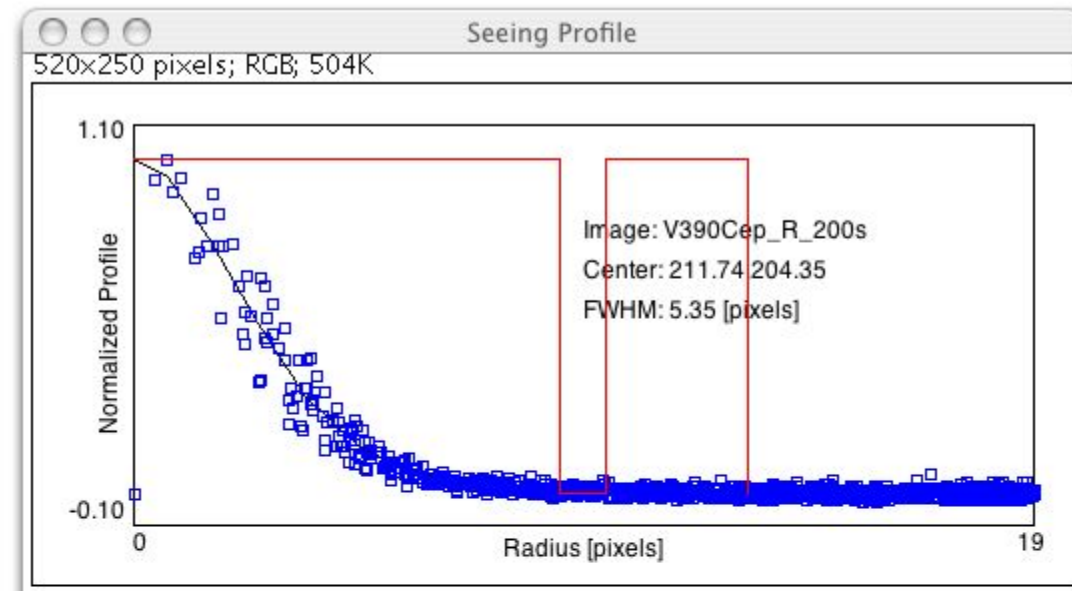 Seeing Profile
520x250 pixels; RGB; 504K
1.10
Image: V390Cep_R_200s
Center: 211.74,204.35
FWHM: 5.35 [pixels]
Normalized Profile
-0.10
0
Radius [pixels]
19